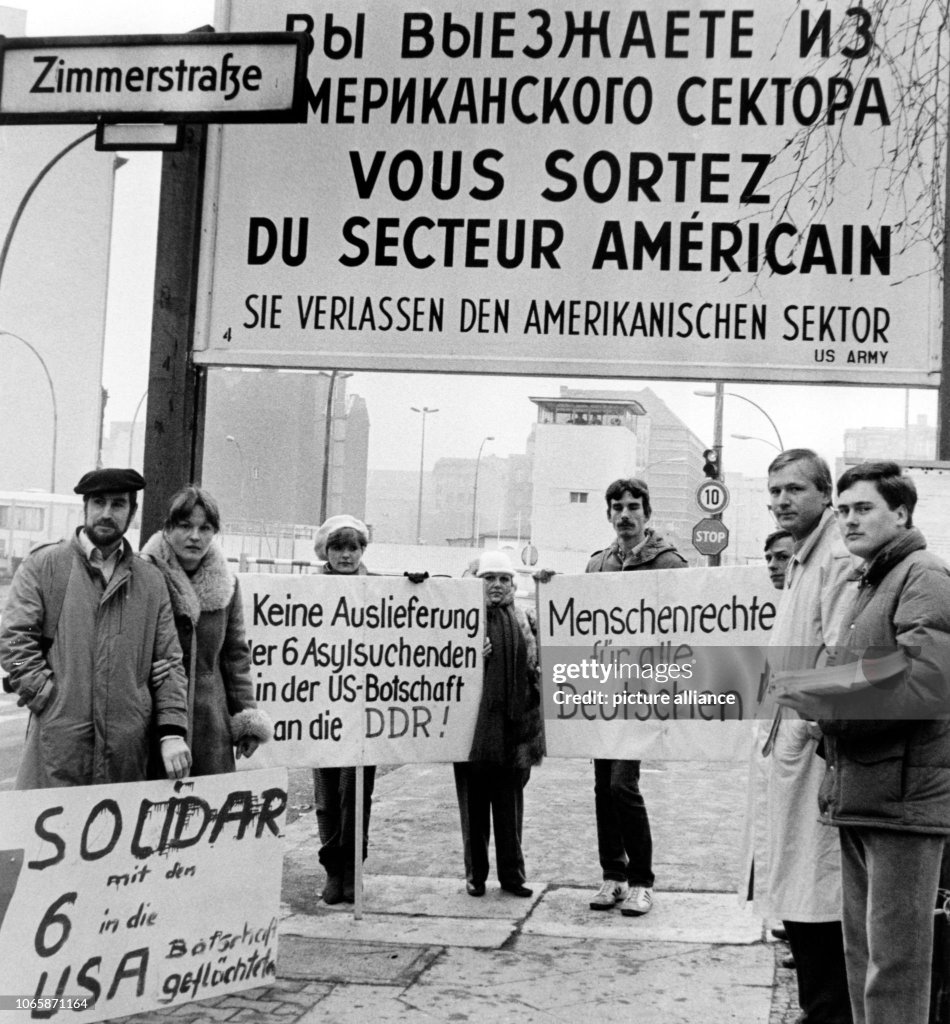 Zimmerstraße
ВЫ ВЫЕЗЖАЕТЕ ИЗ
АМЕРИКАНСКОГО СЕКТОРА
VOUS SORTEZ
DU SECTEUR AMÉRICAIN
SIE VERLASSEN DEN AMERIKANISCHEN SEKTOR
4
US ARMY
10
STOP
Keine Auslieferung
der 6 Asylsuchenden
in der US-Botschaft
an die DDR!
Menschenrechte
für alle
Deutschen
gettyimages
picture alliance
SOLIDAR
mit den
6 in die
USA Botschaft
geflüchteten
1065871164